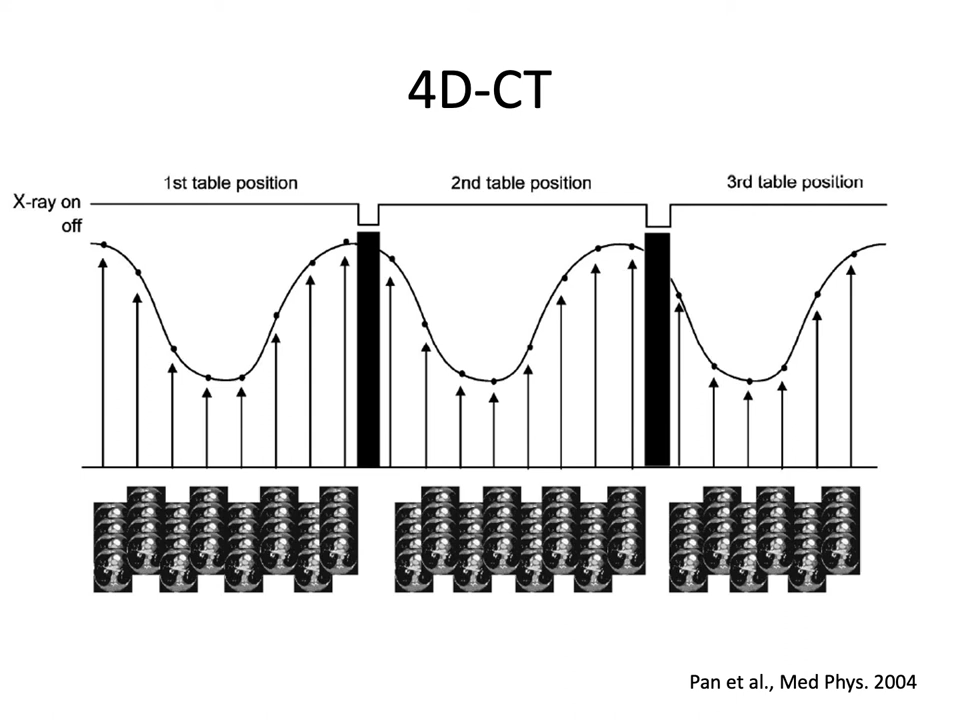 4D-CT
1st table position
2nd table position
3rd table position
X-ray on
off
Pan et al., Med Phys. 2004